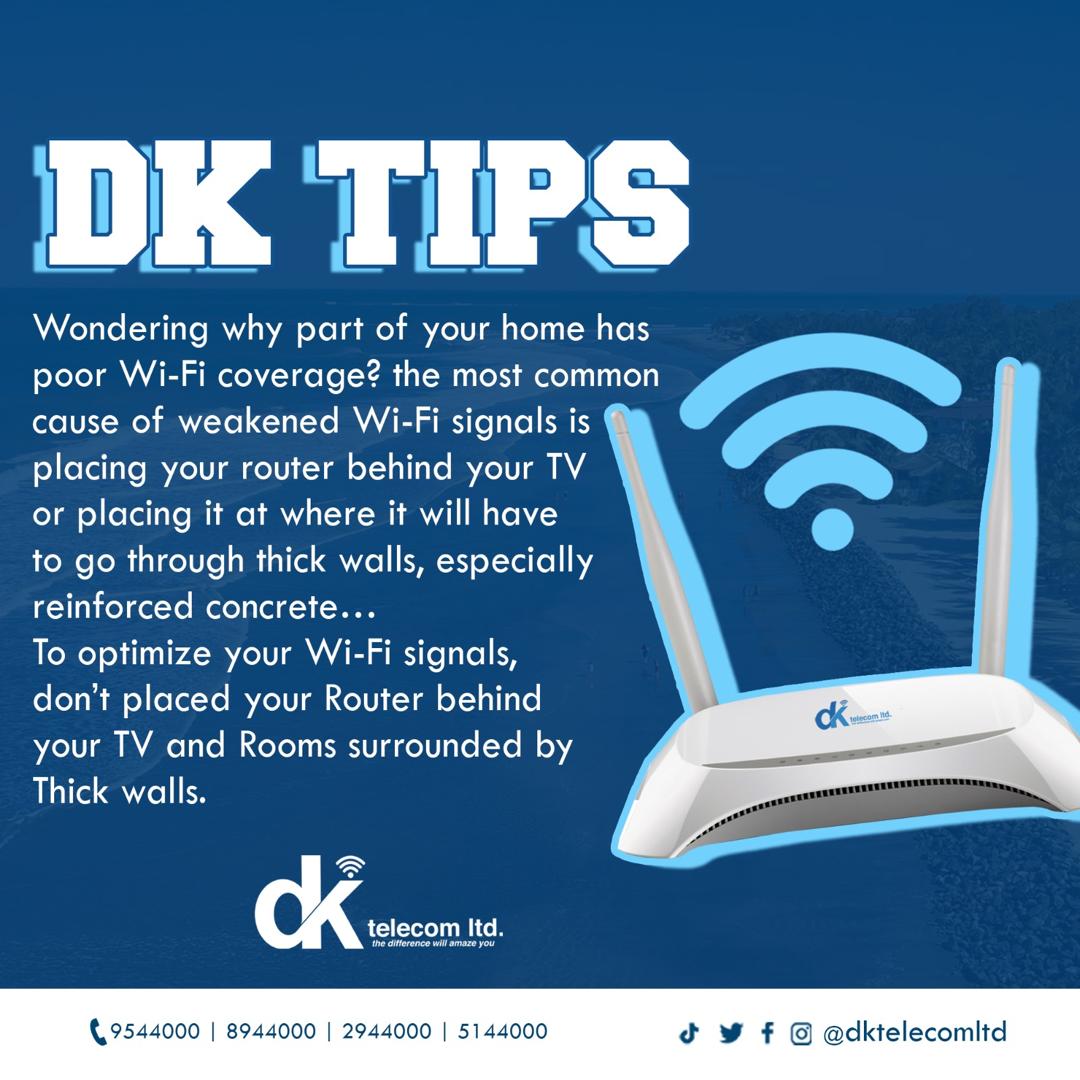 DK TIPS
Wondering why part of your home has
poor Wi-Fi coverage? the most common
cause of weakened Wi-Fi signals is
placing your router behind your TV
or placing it at where it will have
to go through thick walls, especially
reinforced concrete...
To optimize your Wi-Fi signals,
don't placed your Router behind
your TV and Rooms surrounded by
Thick walls.
dk telecom ltd.
dk telecom ltd.
the difference will amaze you
9544000 | 8944000 | 2944000 | 5144000
@dktelecomltd